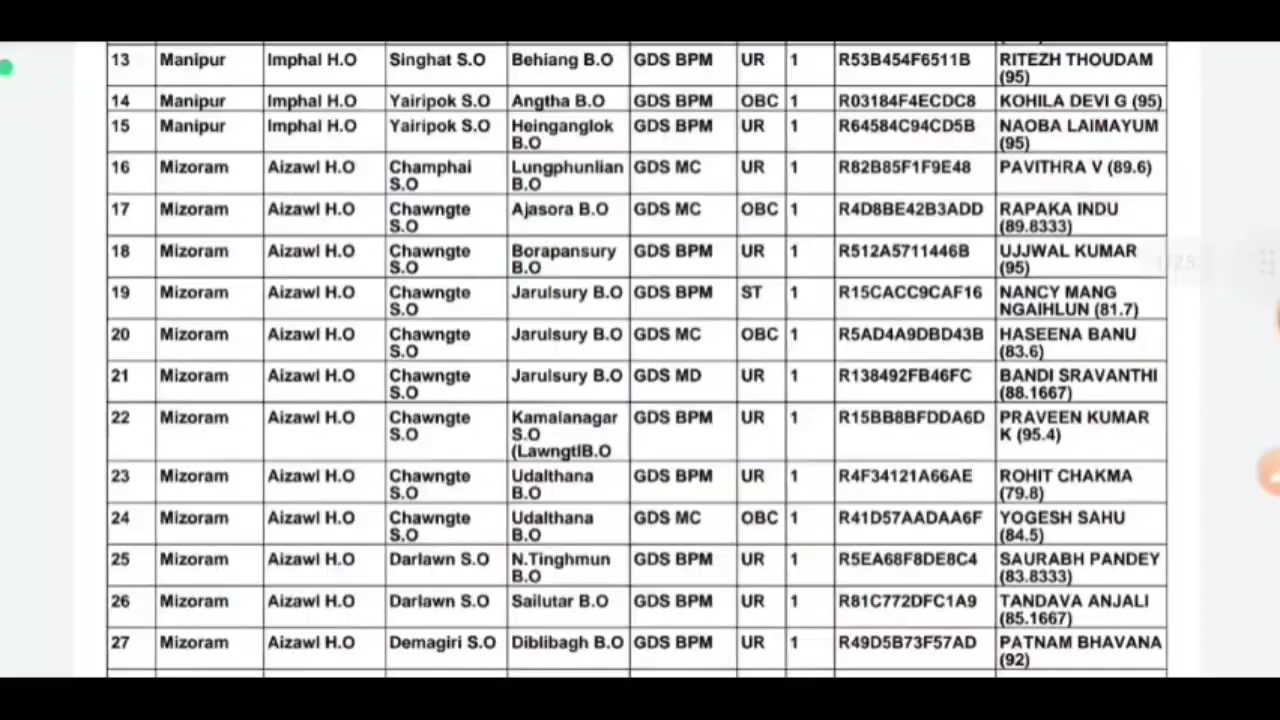 13 Manipur Imphal H.O Singhat S.O Behiang B.O GDS BPM UR 1 R53B454F6511B RITEZH THOUDAM
(95)
14 Manipur Imphal H.O Yairipok S.O Angtha B.O GDS BPM OBC 1 R03184F4ECDC8 KOHILA DEVI G (95)
15 Manipur Imphal H.O Yairipok S.O Heinganglok GDS BPM UR 1 R64584C94CD5B NAOBA LAIMAYUM
B.O (95)
16 Mizoram Aizawl H.O Champhai Lungphunlian GDS MC UR 1 R82B85F1F9E48 PAVITHRA V (89.6)
S.O B.O
17 Mizoram Aizawl H.O Chawngte Ajasora B.O GDS MC OBC 1 R4D8BE42B3ADD RAPAKA INDU
S.O (89.8333)
18 Mizoram Aizawl H.O Chawngte Borapansury GDS BPM UR 1 R512A5711446B UJJWAL KUMAR
S.O B.O (95)
19 Mizoram Aizawl H.O Chawngte Jarulsury B.O GDS BPM ST 1 R15CACC9CAF16 NANCY MANG
S.O NGAIHLUN (81.7)
20 Mizoram Aizawl H.O Chawngte Jarulsury B.O GDS MC OBC 1 R5AD4A9DBD43B HASEENA BANU
S.O (83.6)
21 Mizoram Aizawl H.O Chawngte Jarulsury B.O GDS MD UR 1 R138492FB46FC BANDI SRAVANTHI
S.O (88.1667)
22 Mizoram Aizawl H.O Chawngte Kamalanagar GDS BPM UR 1 R15BB8BFDDA6D PRAVEEN KUMAR
S.O S.O K (95.4)
(LawngtlB.O
23 Mizoram Aizawl H.O Chawngte Udalthana GDS BPM UR 1 R4F34121A66AE ROHIT CHAKMA
S.O B.O (79.8)
24 Mizoram Aizawl H.O Chawngte Udalthana GDS MC OBC 1 R41D57AADAA6F YOGESH SAHU
S.O B.O (84.5)
25 Mizoram Aizawl H.O Darlawn S.O N.Tinghmun GDS BPM UR 1 R5EA68F8DE8C4 SAURABH PANDEY
B.O (83.8333)
26 Mizoram Aizawl H.O Darlawn S.O Sailutar B.O GDS BPM UR 1 R81C772DFC1A9 TANDAVA ANJALI
(85.1667)
27 Mizoram Aizawl H.O Demagiri S.O Diblibagh B.O GDS BPM UR 1 R49D5B73F57AD PATNAM BHAVANA
(92)